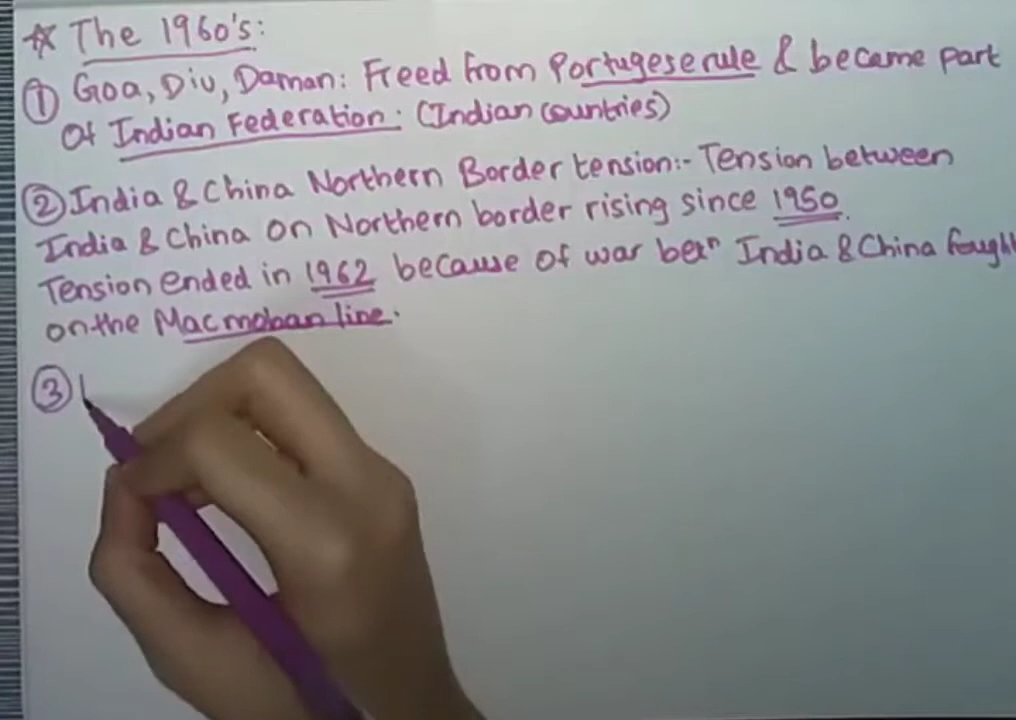 ☆ The 1960's:
① Goa, Diu, Daman: Freed from Portugese rule & became part
Of Indian Federation: (Indian countries)
② India & China Northern Border tension:- Tension between
India & China on Northern border rising since 1950.
Tension ended in 1962 because of war betn India & China fought
on the Macmohan line.
③